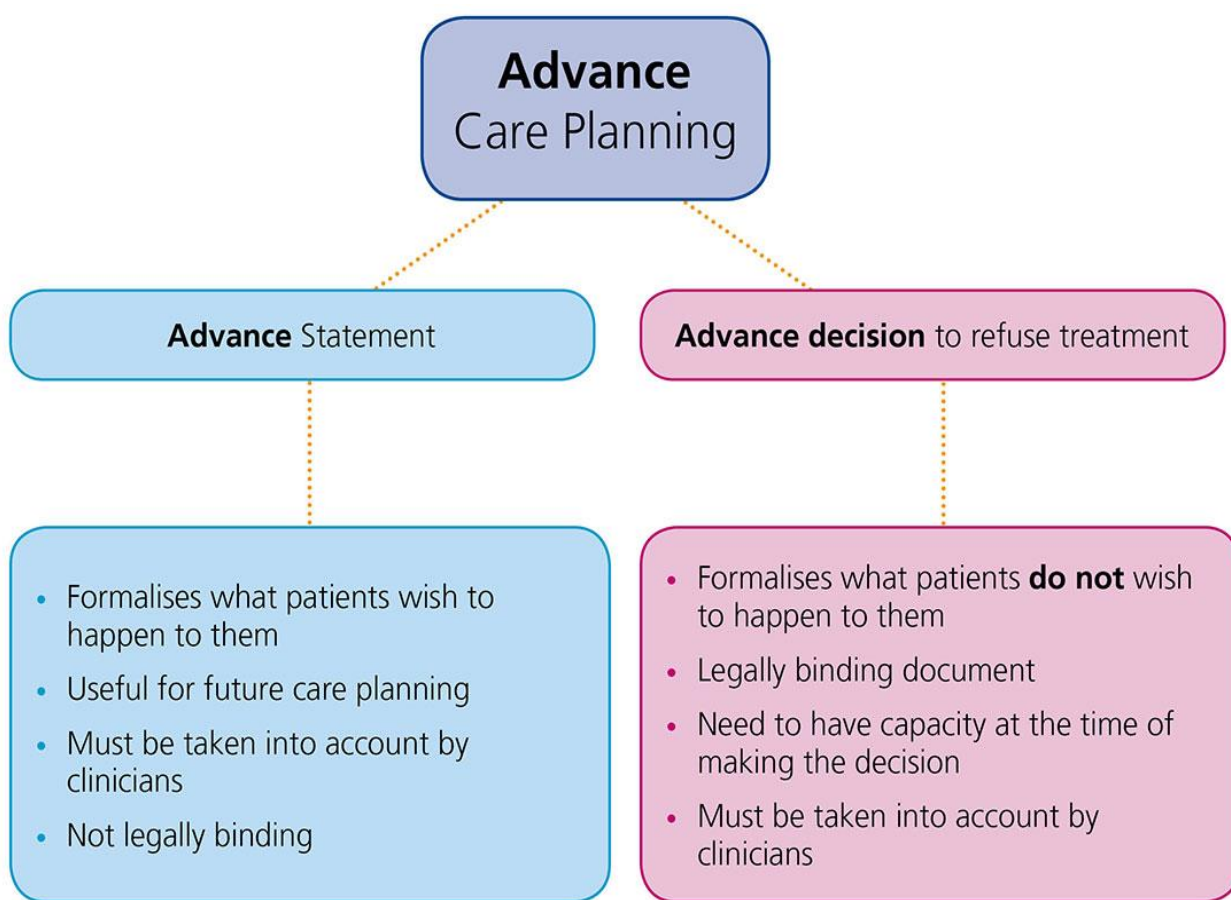 Advance
Care Planning
Advance Statement
Advance decision to refuse treatment
• Formalises what patients wish to
happen to them
• Useful for future care planning
• Must be taken into account by
clinicians
• Not legally binding
• Formalises what patients do not wish
to happen to them
• Legally binding document
• Need to have capacity at the time of
making the decision
• Must be taken into account by
clinicians